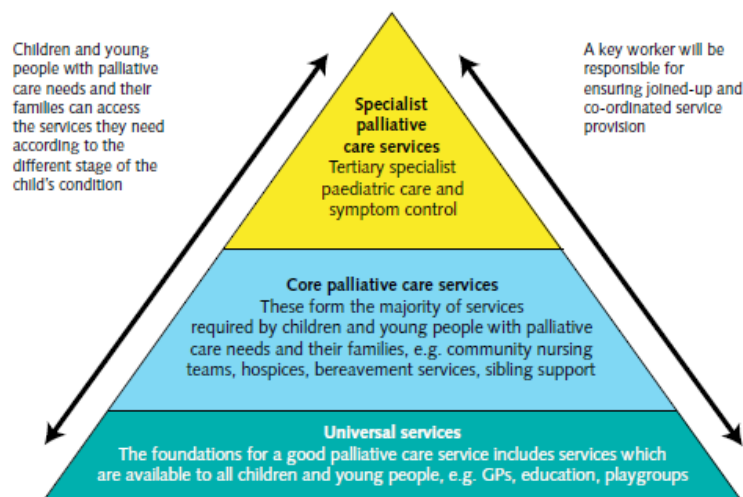 Children and young
people with palliative
care needs and their
families can access
the services they need
according to the
different stage of the
child's condition
A key worker will be
responsible for
ensuring joined-up and
co-ordinated service
provision
Specialist
palliative
care services
Tertiary specialist
paediatric care and
symptom control
Core palliative care services
These form the majority of services
required by children and young people with palliative
care needs and their families, e.g. community nursing
teams, hospices, bereavement services, sibling support
Universal services
The foundations for a good palliative care service includes services which
are available to all children and young people, e.g. GPs, education, playgroups